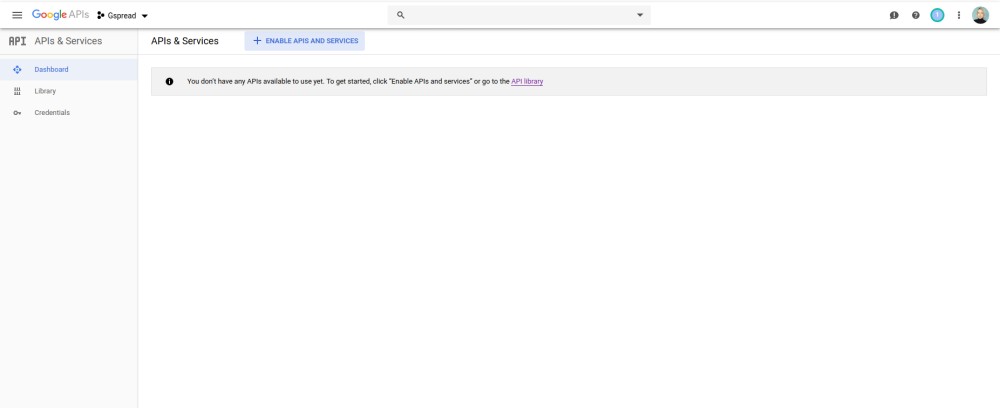 Google APIs Gspread
API APIs & Services
APIs & Services + ENABLE APIS AND SERVICES
Dashboard
You don't have any APIs available to use yet. To get started, click "Enable APIs and services" or go to the API library
Library
Credentials